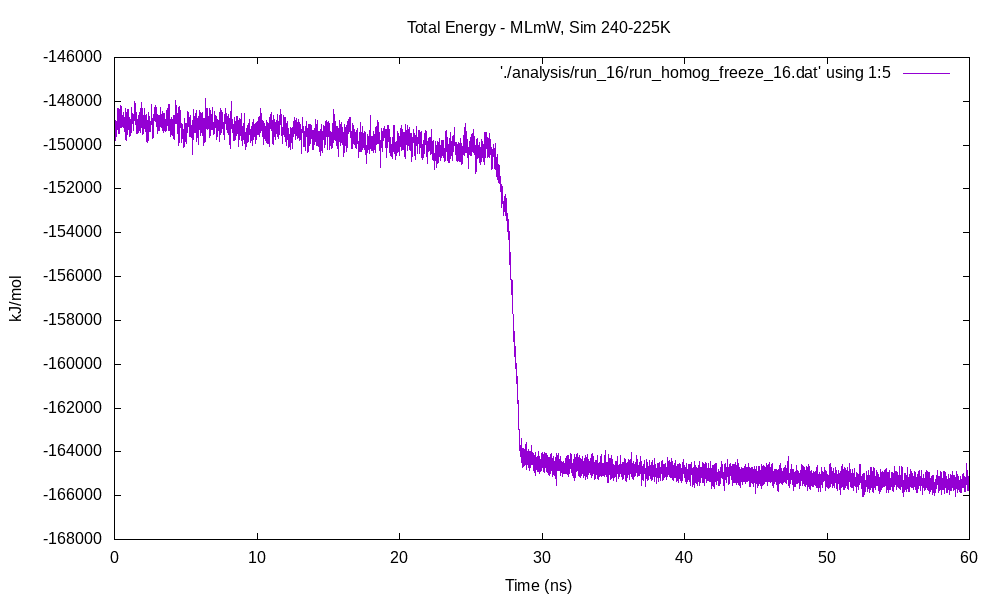 Total Energy - MLmW, Sim 240-225K
'./analysis/run_16/run_homog_freeze_16.dat' using 1:5
-146000
-148000
-150000
-152000
-154000
-156000
-158000
-160000
-162000
-164000
-166000
-168000
kJ/mol
0 10 20 30 40 50 60
Time (ns)